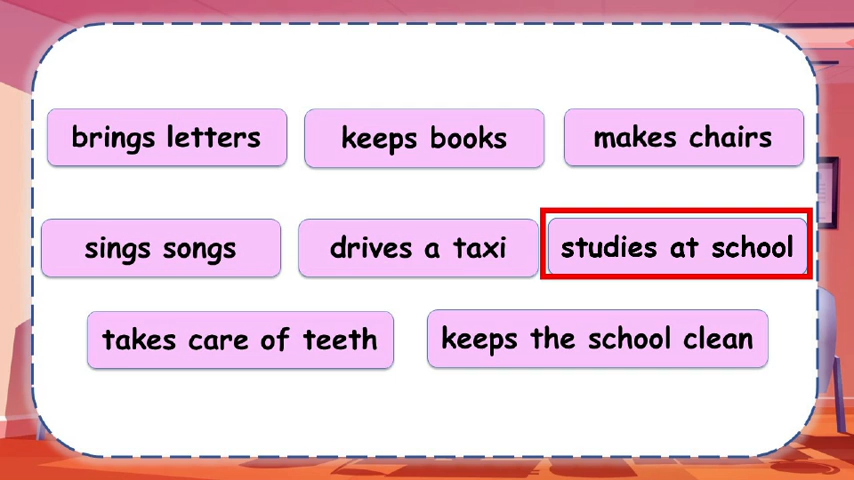 brings letters
keeps books
makes chairs
sings songs
drives a taxi
studies at school
takes care of teeth
keeps the school clean